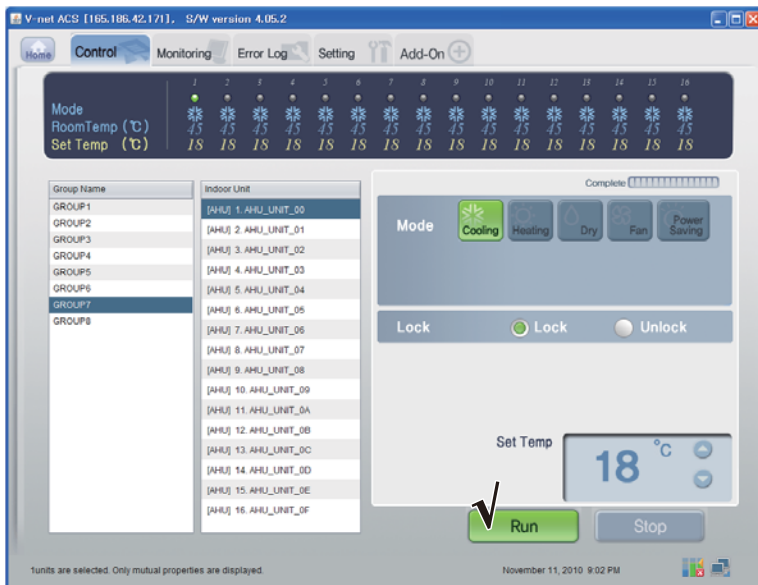 V-net ACS [165.186.42.171],   S/W version 4.05.2
Home Control Monitoring Error Log Setting Add-On
1 2 3 4 5 6 7 8 9 10 11 12 13 14 15 16
Mode
RoomTemp (℃) 45 45 45 45 45 45 45 45 45 45 45 45 45 45 45 45
Set Temp (℃) 18 18 18 18 18 18 18 18 18 18 18 18 18 18 18 18
Group Name
GROUP1
GROUP2
GROUP3
GROUP4
GROUP5
GROUP6
GROUP7
GROUP8
Indoor Unit
[AHU] 1. AHU_UNIT_00
[AHU] 2. AHU_UNIT_01
[AHU] 3. AHU_UNIT_02
[AHU] 4. AHU_UNIT_03
[AHU] 5. AHU_UNIT_04
[AHU] 6. AHU_UNIT_05
[AHU] 7. AHU_UNIT_06
[AHU] 8. AHU_UNIT_07
[AHU] 9. AHU_UNIT_08
[AHU] 10. AHU_UNIT_09
[AHU] 11. AHU_UNIT_0A
[AHU] 12. AHU_UNIT_0B
[AHU] 13. AHU_UNIT_0C
[AHU] 14. AHU_UNIT_0D
[AHU] 15. AHU_UNIT_0E
[AHU] 16. AHU_UNIT_0F
Complete
Mode Cooling Heating Dry Fan Power Saving
Lock Lock Unlock
Set Temp 18 °C
Run Stop
1units are selected. Only mutual properties are displayed.
November 11, 2010 9:02 PM